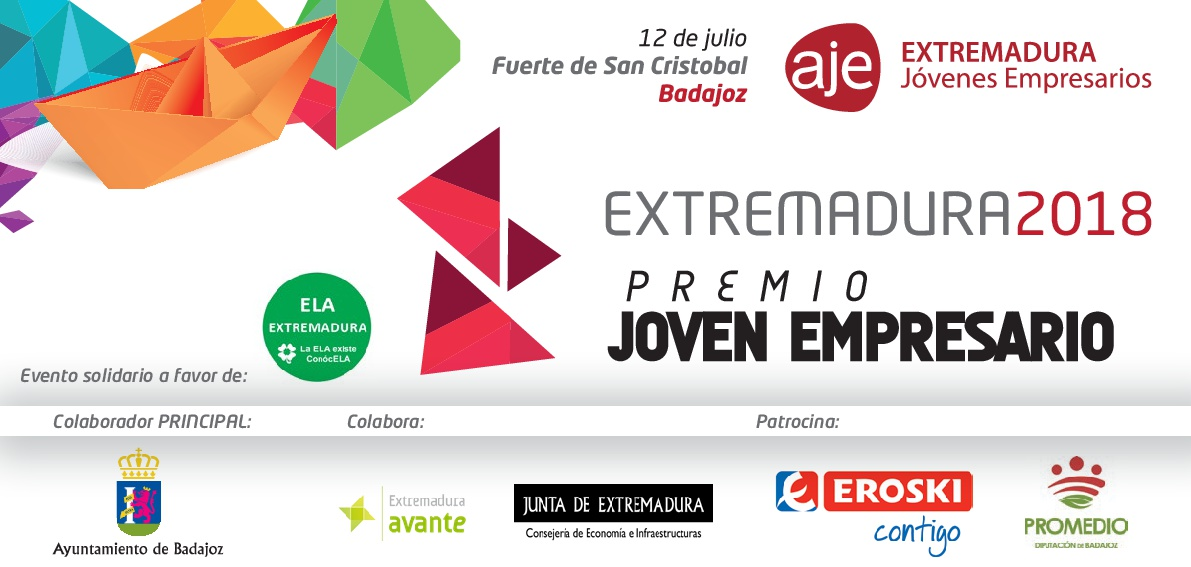 12 de julio
Fuerte de San Cristobal
Badajoz
aje
EXTREMADURA
Jóvenes Empresarios
EXTREMADURA2018
PREMIO
JOVEN EMPRESARIO
ELA
EXTREMADURA
La ELA existe
ConócELA
Evento solidario a favor de:
Colaborador PRINCIPAL:
Colabora:
Patrocina:
Ayuntamiento de Badajoz
Extremadura
avante
JUNTA DE EXTREMADURA
Consejería de Economía e Infraestructuras
EROSKI
contigo
PROMEDIO
DIPUTACIÓN DE BADAJOZ